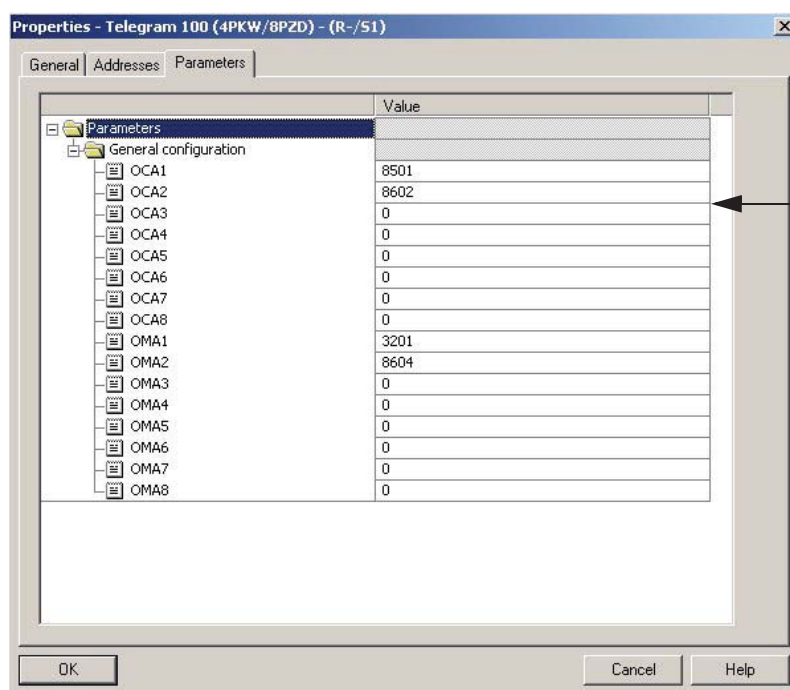 Properties - Telegram 100 (4PKW/8PZD) - (R-/S1)
General Addresses Parameters
Value
Parameters
General configuration
OCA1 8501
OCA2 8602
OCA3 0
OCA4 0
OCA5 0
OCA6 0
OCA7 0
OCA8 0
OMA1 3201
OMA2 8604
OMA3 0
OMA4 0
OMA5 0
OMA6 0
OMA7 0
OMA8 0
OK Cancel Help